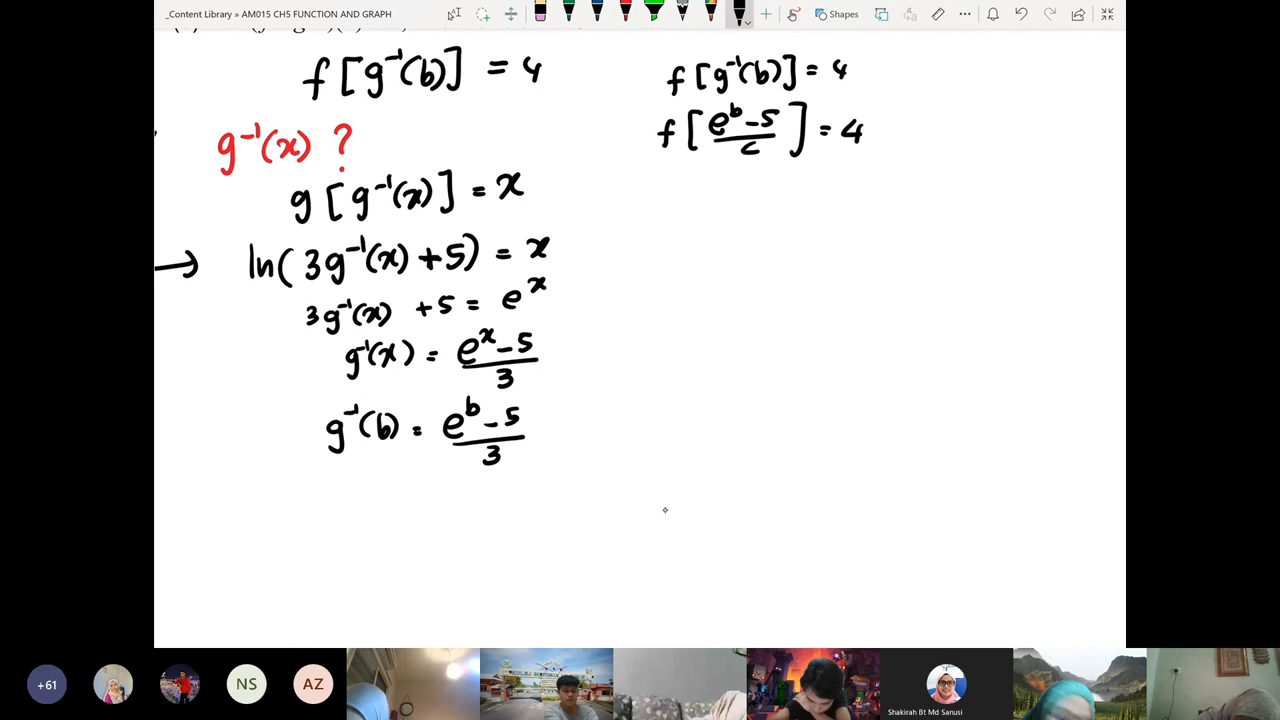 _Content Library » AM015 CH5 FUNCTION AND GRAPH
Shapes
f[g⁻¹(b)] = 4
g⁻¹(x) ?
g[g⁻¹(x)] = x
→ ln(3g⁻¹(x) + 5) = x
3g⁻¹(x) + 5 = eˣ
g⁻¹(x) = eˣ - 5 / 3
g⁻¹(b) = eᵇ - 5 / 3
f[g⁻¹(b)] = 4
f[eᵇ - 5 / c] = 4
+61
NS
AZ
Shakirah Bt Md Sanusi